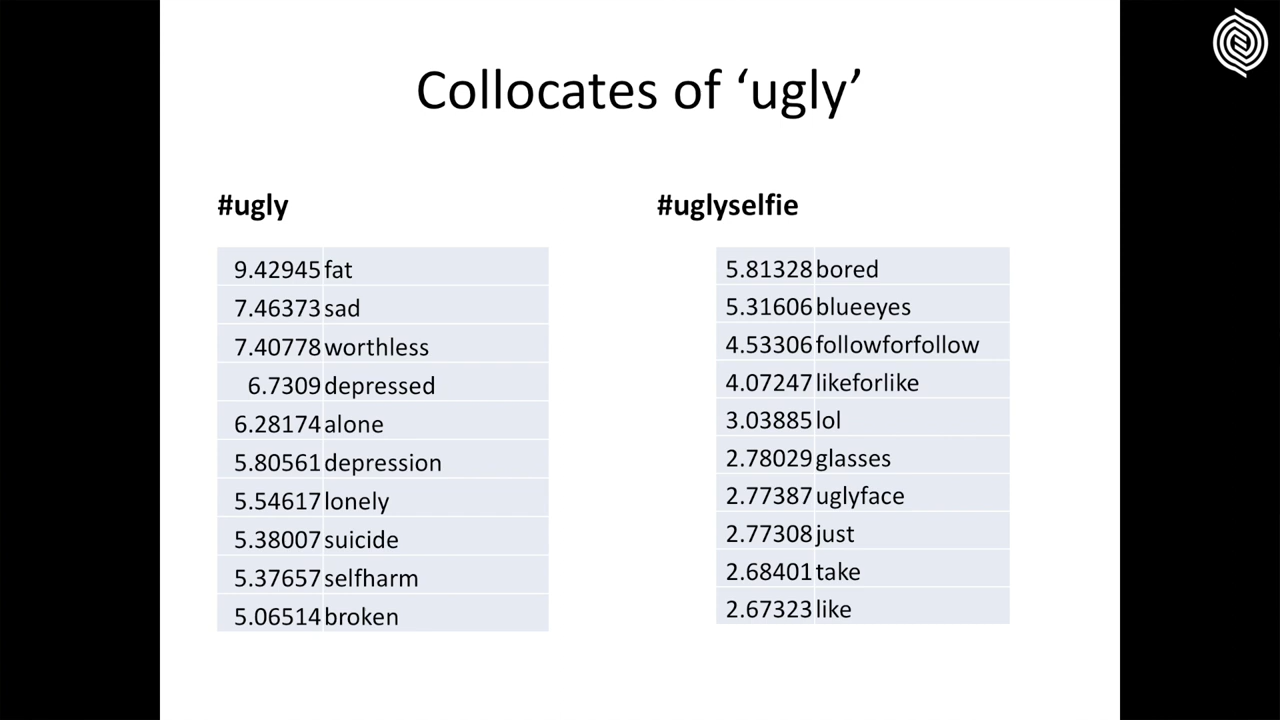 Collocates of ‘ugly’
#ugly
9.42945 fat
7.46373 sad
7.40778 worthless
6.7309 depressed
6.28174 alone
5.80561 depression
5.54617 lonely
5.38007 suicide
5.37657 selfharm
5.06514 broken
#uglyselfie
5.81328 bored
5.31606 blueeyes
4.53306 followforfollow
4.07247 likeforlike
3.03885 lol
2.78029 glasses
2.77387 uglyface
2.77308 just
2.68401 take
2.67323 like